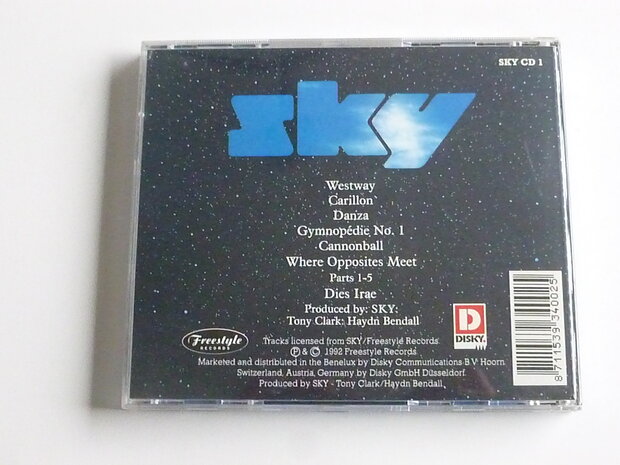 SKY CD 1
sky
Westway
Carillon
Danza
Gymnopédie No. 1
Cannonball
Where Opposites Meet
Parts 1-5
Dies Irae
Produced by: SKY:
Tony Clark: Haydn Bendall
Freestyle
RECORDS
Tracks licensed from SKY/Freestyle Records
Ⓟ & © 1992 Freestyle Records
Marketed and distributed in the Benelux by Disky Communications B V Hoorn
Switzerland, Austria, Germany by Disky GmbH Düsseldorf.
Produced by SKY - Tony Clark/Haydn Bendall
D
DISKY
8 711539 340025